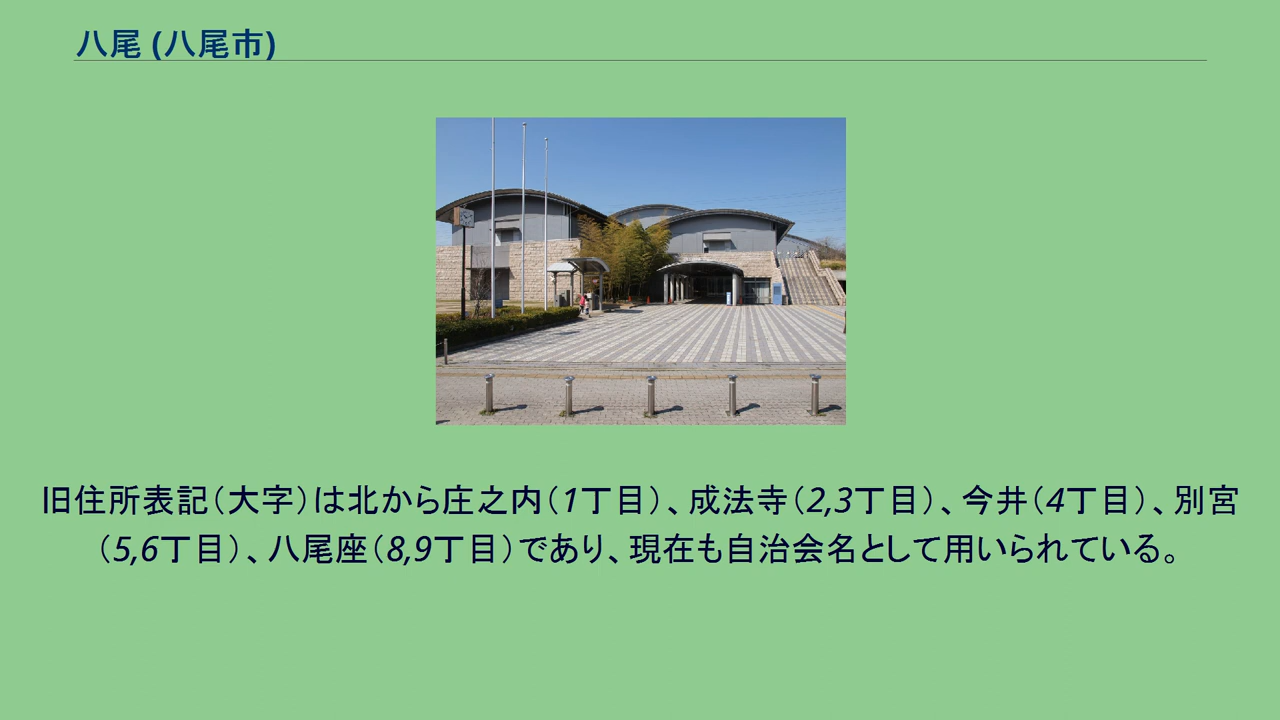 八尾 (八尾市)
旧住所表記（大字）は北から庄之内（1丁目）、成法寺（2,3丁目）、今井（4丁目）、別宮
（5,6丁目）、八尾座（8,9丁目）であり、現在も自治会名として用いられている。